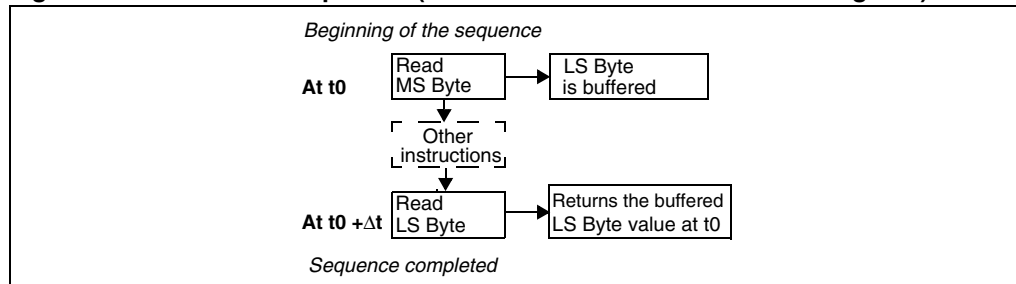 Beginning of the sequence
At t0
Read
MS Byte
LS Byte
is buffered
Other
instructions
At t0 +Δt
Read
LS Byte
Returns the buffered
LS Byte value at t0
Sequence completed